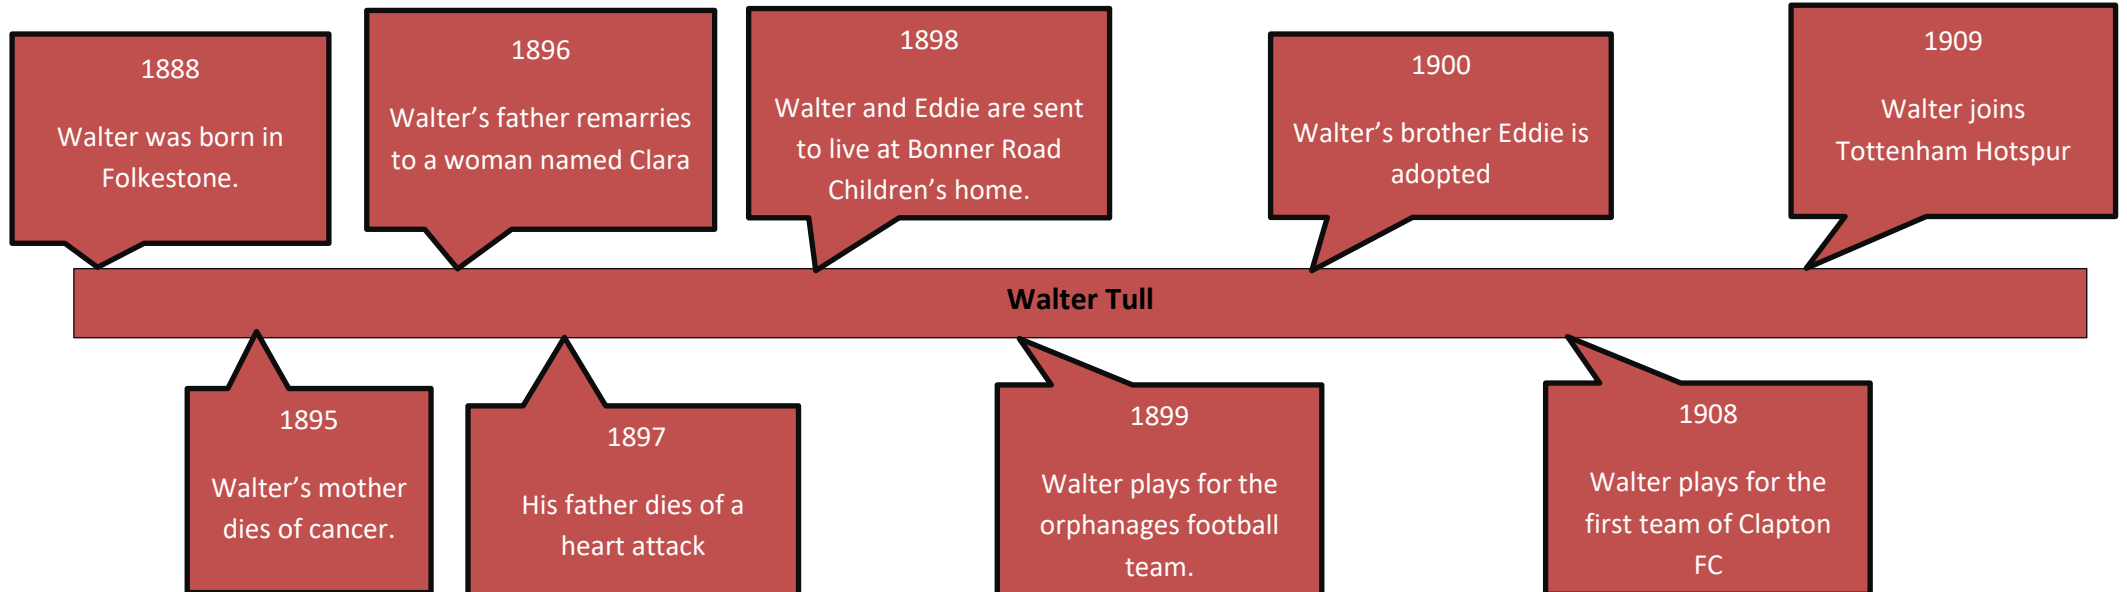 1888
Walter was born in
Folkestone.
1896
Walter’s father remarries
to a woman named Clara
1898
Walter and Eddie are sent
to live at Bonner Road
Children’s home.
1900
Walter’s brother Eddie is
adopted
1909
Walter joins
Tottenham Hotspur
Walter Tull
1895
Walter’s mother
dies of cancer.
1897
His father dies of a
heart attack
1899
Walter plays for the
orphanages football
team.
1908
Walter plays for the
first team of Clapton
FC